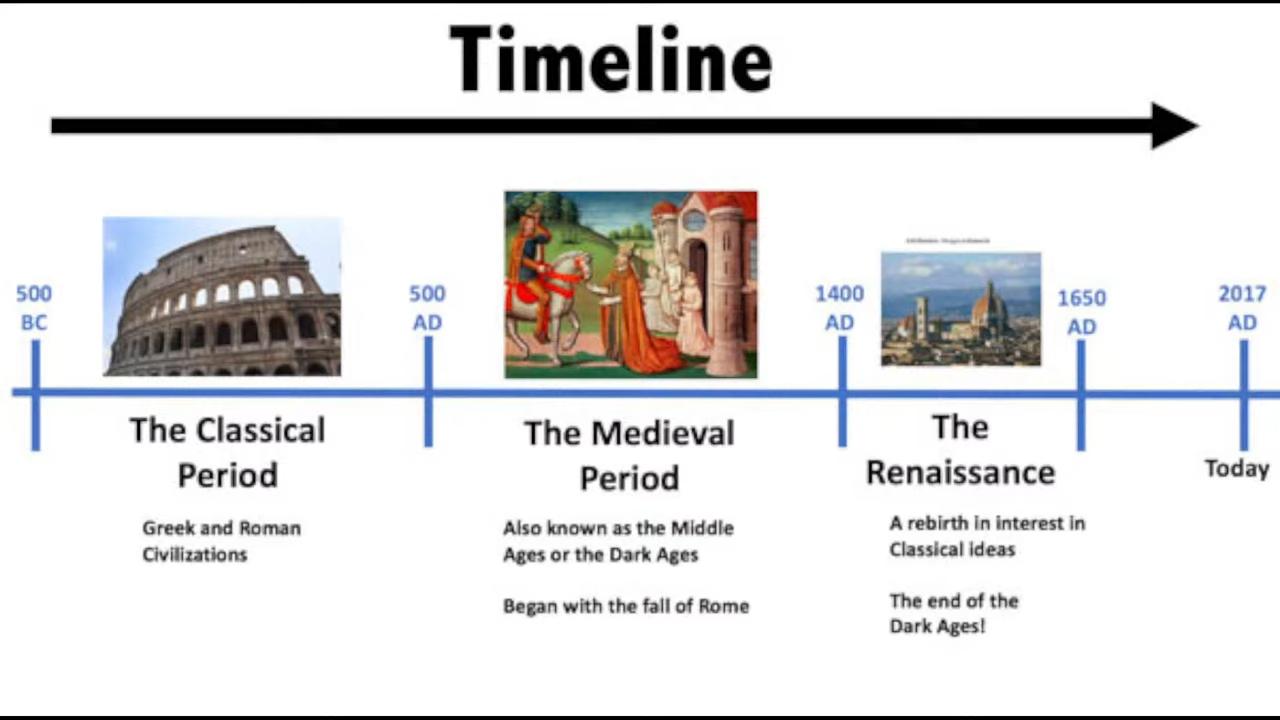 Timeline
500
BC
500
AD
1400
AD
1650
AD
2017
AD
The Classical
Period
Greek and Roman
Civilizations
The Medieval
Period
Also known as the Middle
Ages or the Dark Ages
Began with the fall of Rome
The
Renaissance
A rebirth in interest in
Classical ideas
The end of the
Dark Ages!
Today